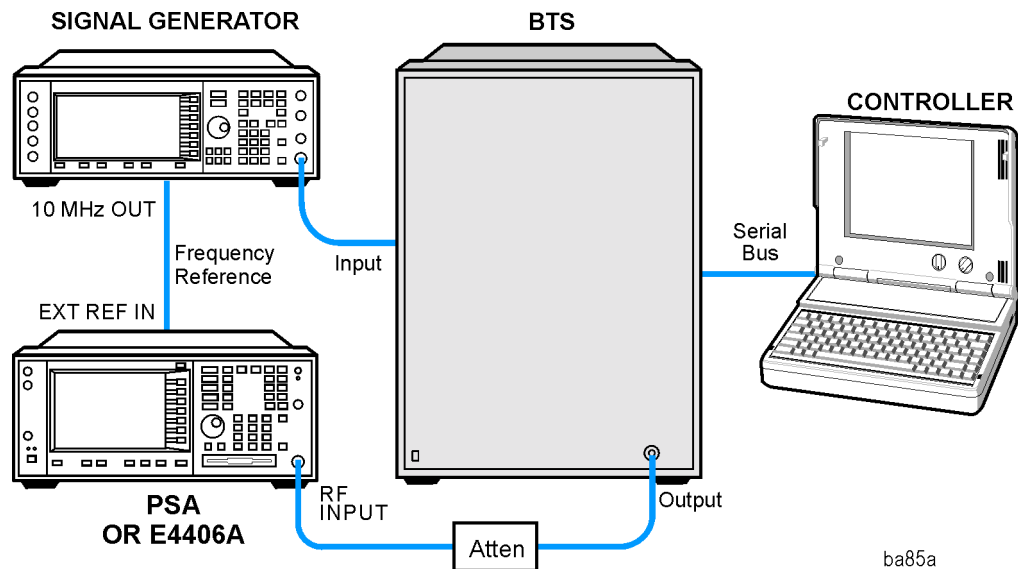 SIGNAL GENERATOR
BTS
CONTROLLER
10 MHz OUT
Frequency
Reference
Input
Serial
Bus
EXT REF IN
PSA
OR E4406A
RF
INPUT
Output
Atten
ba85a